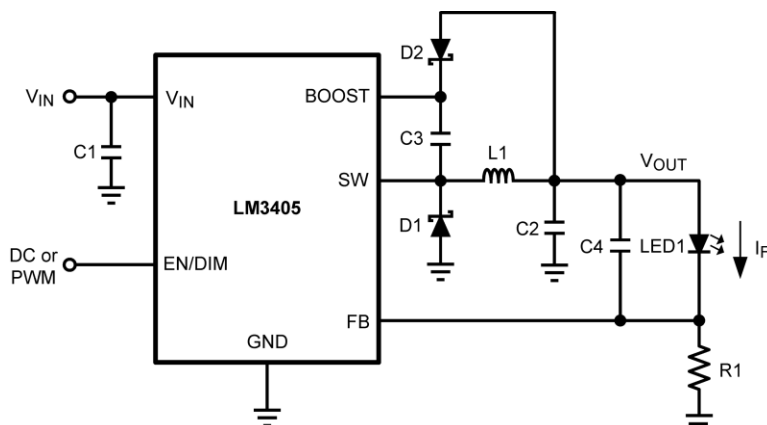 D2
V_IN
V_IN
BOOST
C1
C3
L1
SW
V_OUT
LM3405
D1
C2
C4
LED1
I_F
DC or
PWM
EN/DIM
FB
GND
R1